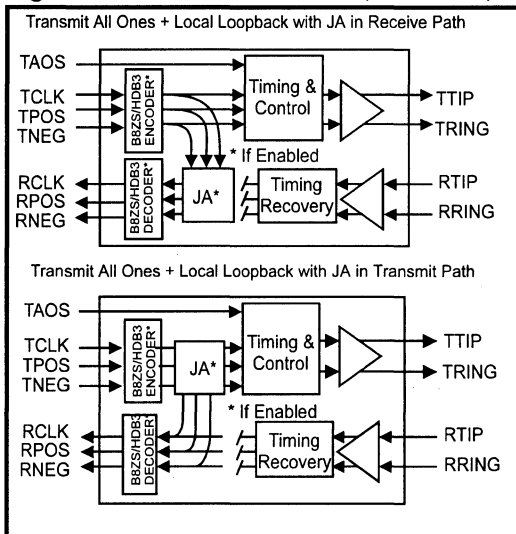 Transmit All Ones + Local Loopback with JA in Receive Path
TAOS
TCLK
TPOS
TNEG
B8ZS/HDB3
ENCODER*
Timing &
Control
TTIP
TRING
* If Enabled
RCLK
RPOS
RNEG
B8ZS/HDB3
DECODER*
JA*
Timing
Recovery
RTIP
RRING
Transmit All Ones + Local Loopback with JA in Transmit Path
TAOS
TCLK
TPOS
TNEG
B8ZS/HDB3
ENCODER*
JA*
Timing &
Control
TTIP
TRING
* If Enabled
RCLK
RPOS
RNEG
B8ZS/HDB3
DECODER*
Timing
Recovery
RTIP
RRING